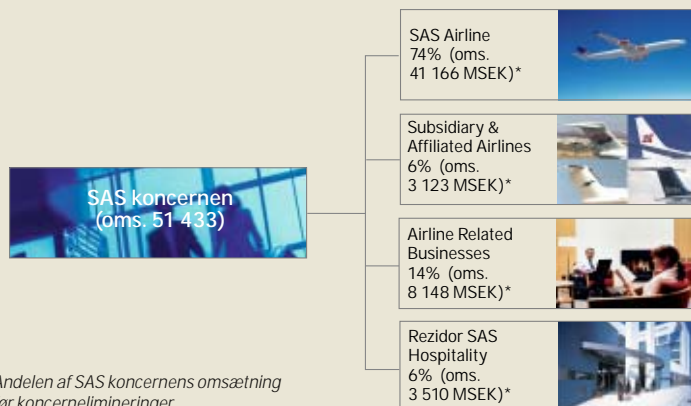 SAS koncernen
(oms. 51 433)
SAS Airline
74% (oms.
41 166 MSEK)*
Subsidiary &
Affiliated Airlines
6% (oms.
3 123 MSEK)*
Airline Related
Businesses
14% (oms.
8 148 MSEK)*
Rezidor SAS
Hospitality
6% (oms.
3 510 MSEK)*
Andelen af SAS koncernens omsætning
før koncernelimineringer